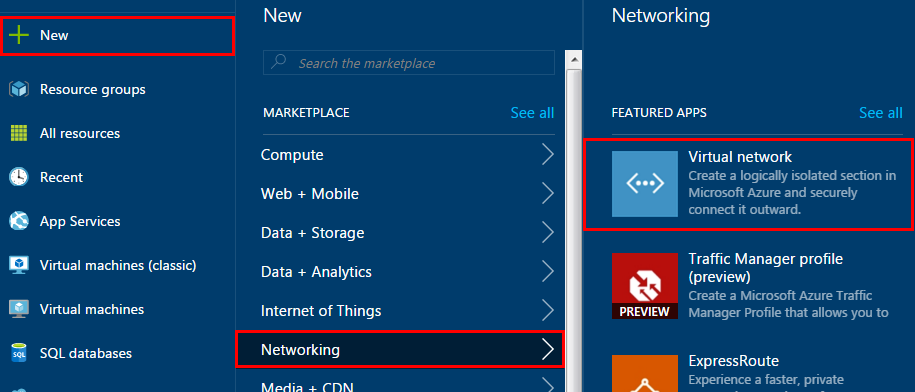 New
Resource groups
All resources
Recent
App Services
Virtual machines (classic)
Virtual machines
SQL databases
New
Search the marketplace
MARKETPLACE See all
Compute
Web + Mobile
Data + Storage
Data + Analytics
Internet of Things
Networking
Media + CDN
Networking
FEATURED APPS See all
Virtual network
Create a logically isolated section in
Microsoft Azure and securely
connect it outward.
Traffic Manager profile
(preview)
Create a Microsoft Azure Traffic
Manager Profile that allows you to
PREVIEW
SQL
ExpressRoute
Experience a faster, private